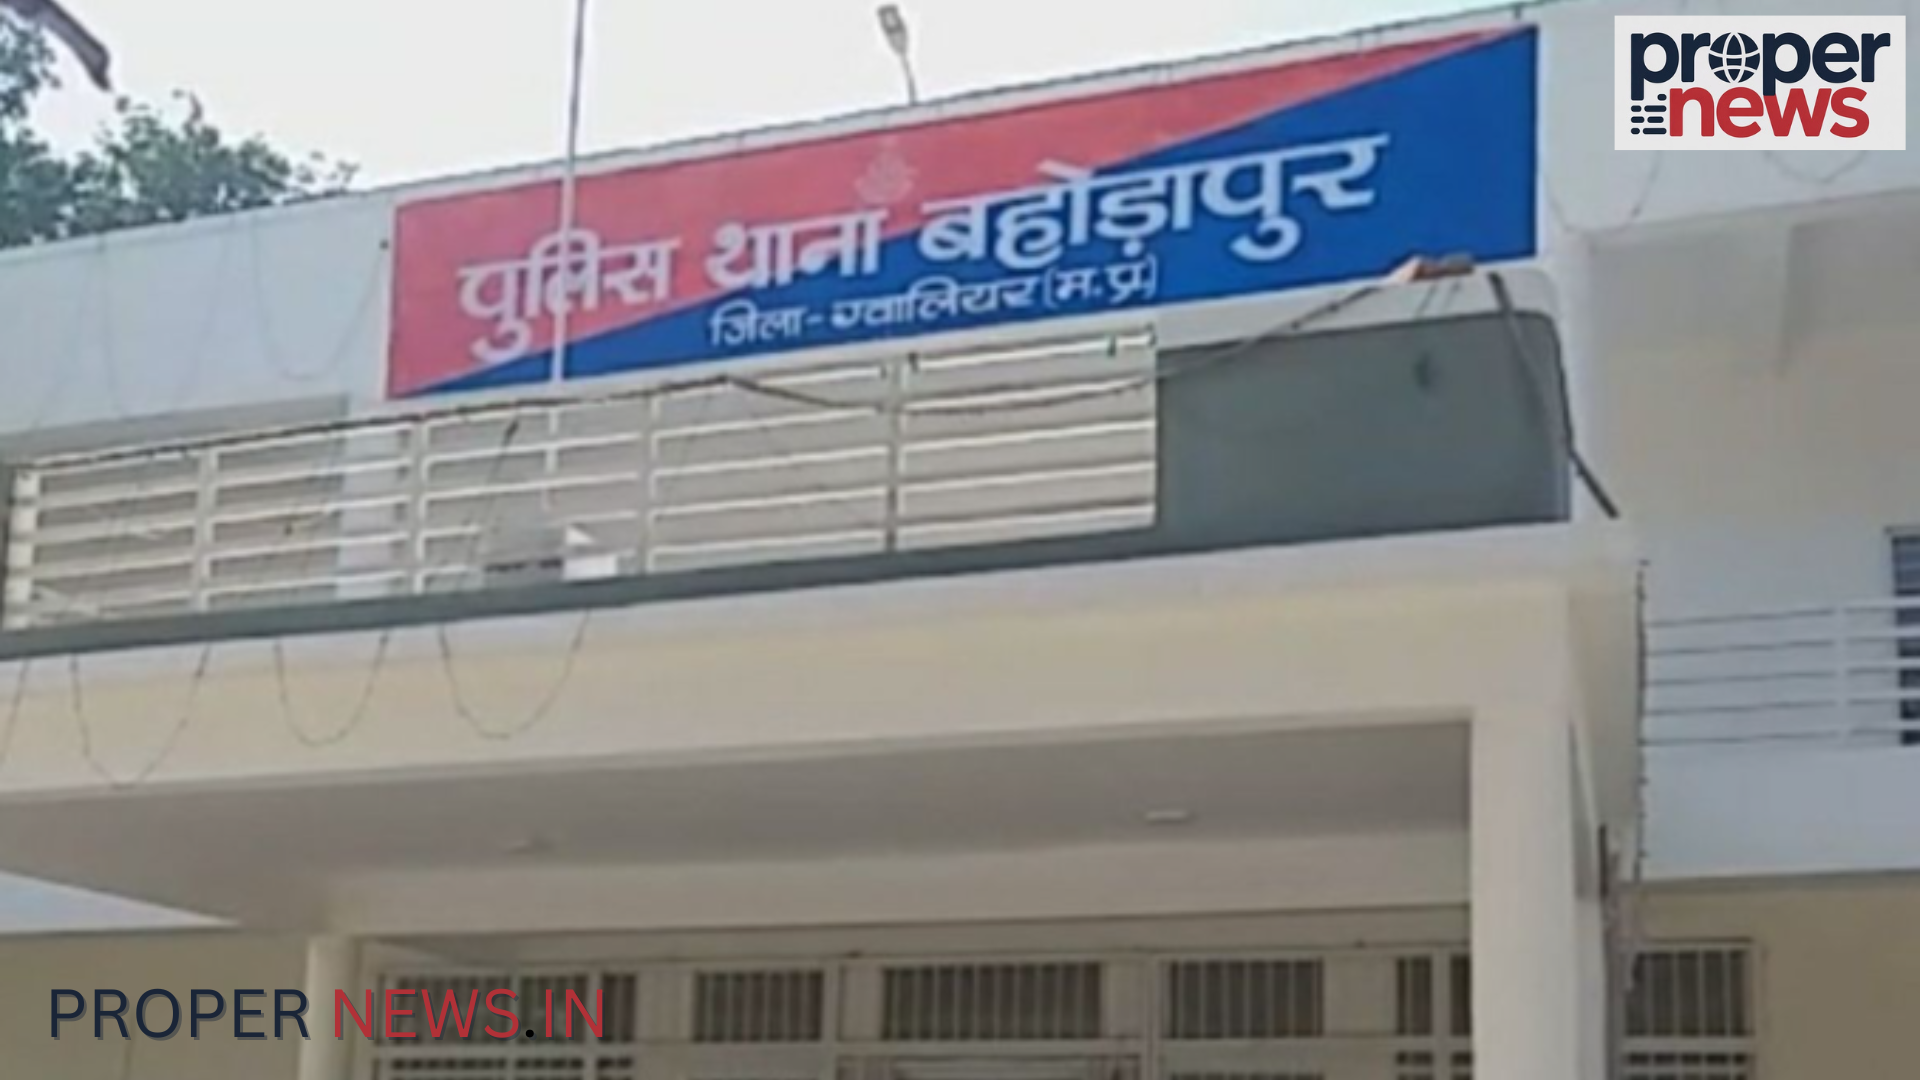 proper
news
पुलिस थाना बहोड़ापुर
जिला-ग्वालियर(म.प्र.)
PROPER NEWS.IN